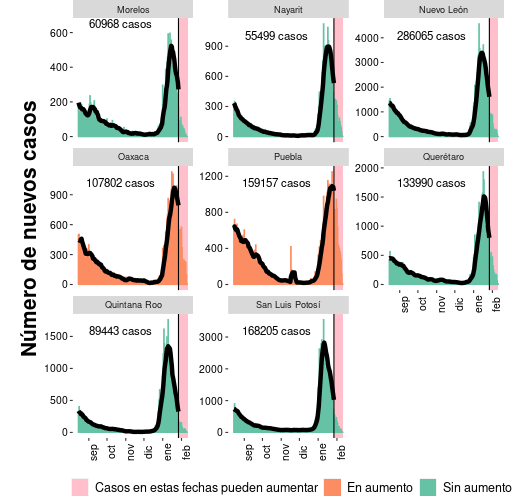 Número de nuevos casos
Morelos
60968 casos
600
400
200
0
Nayarit
55499 casos
900
600
300
0
Nuevo León
286065 casos
4000
3000
2000
1000
0
Oaxaca
107802 casos
900
600
300
0
Puebla
159157 casos
1200
800
400
0
Querétaro
133990 casos
2000
1500
1000
500
0
sep oct nov dic ene feb
Quintana Roo
89443 casos
1500
1000
500
0
sep oct nov dic ene feb
San Luis Potosí
168205 casos
3000
2000
1000
0
sep oct nov dic ene feb
Casos en estas fechas pueden aumentar En aumento Sin aumento